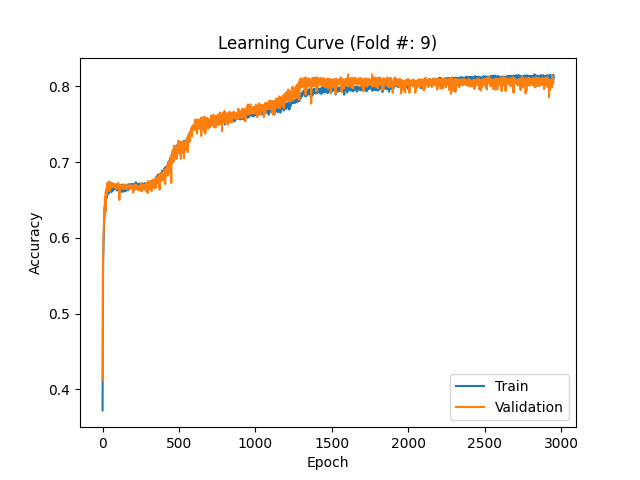 Learning Curve (Fold #: 9)
Accuracy
0.8
0.7
0.6
0.5
0.4
0 500 1000 1500 2000 2500 3000
Epoch
Train
Validation